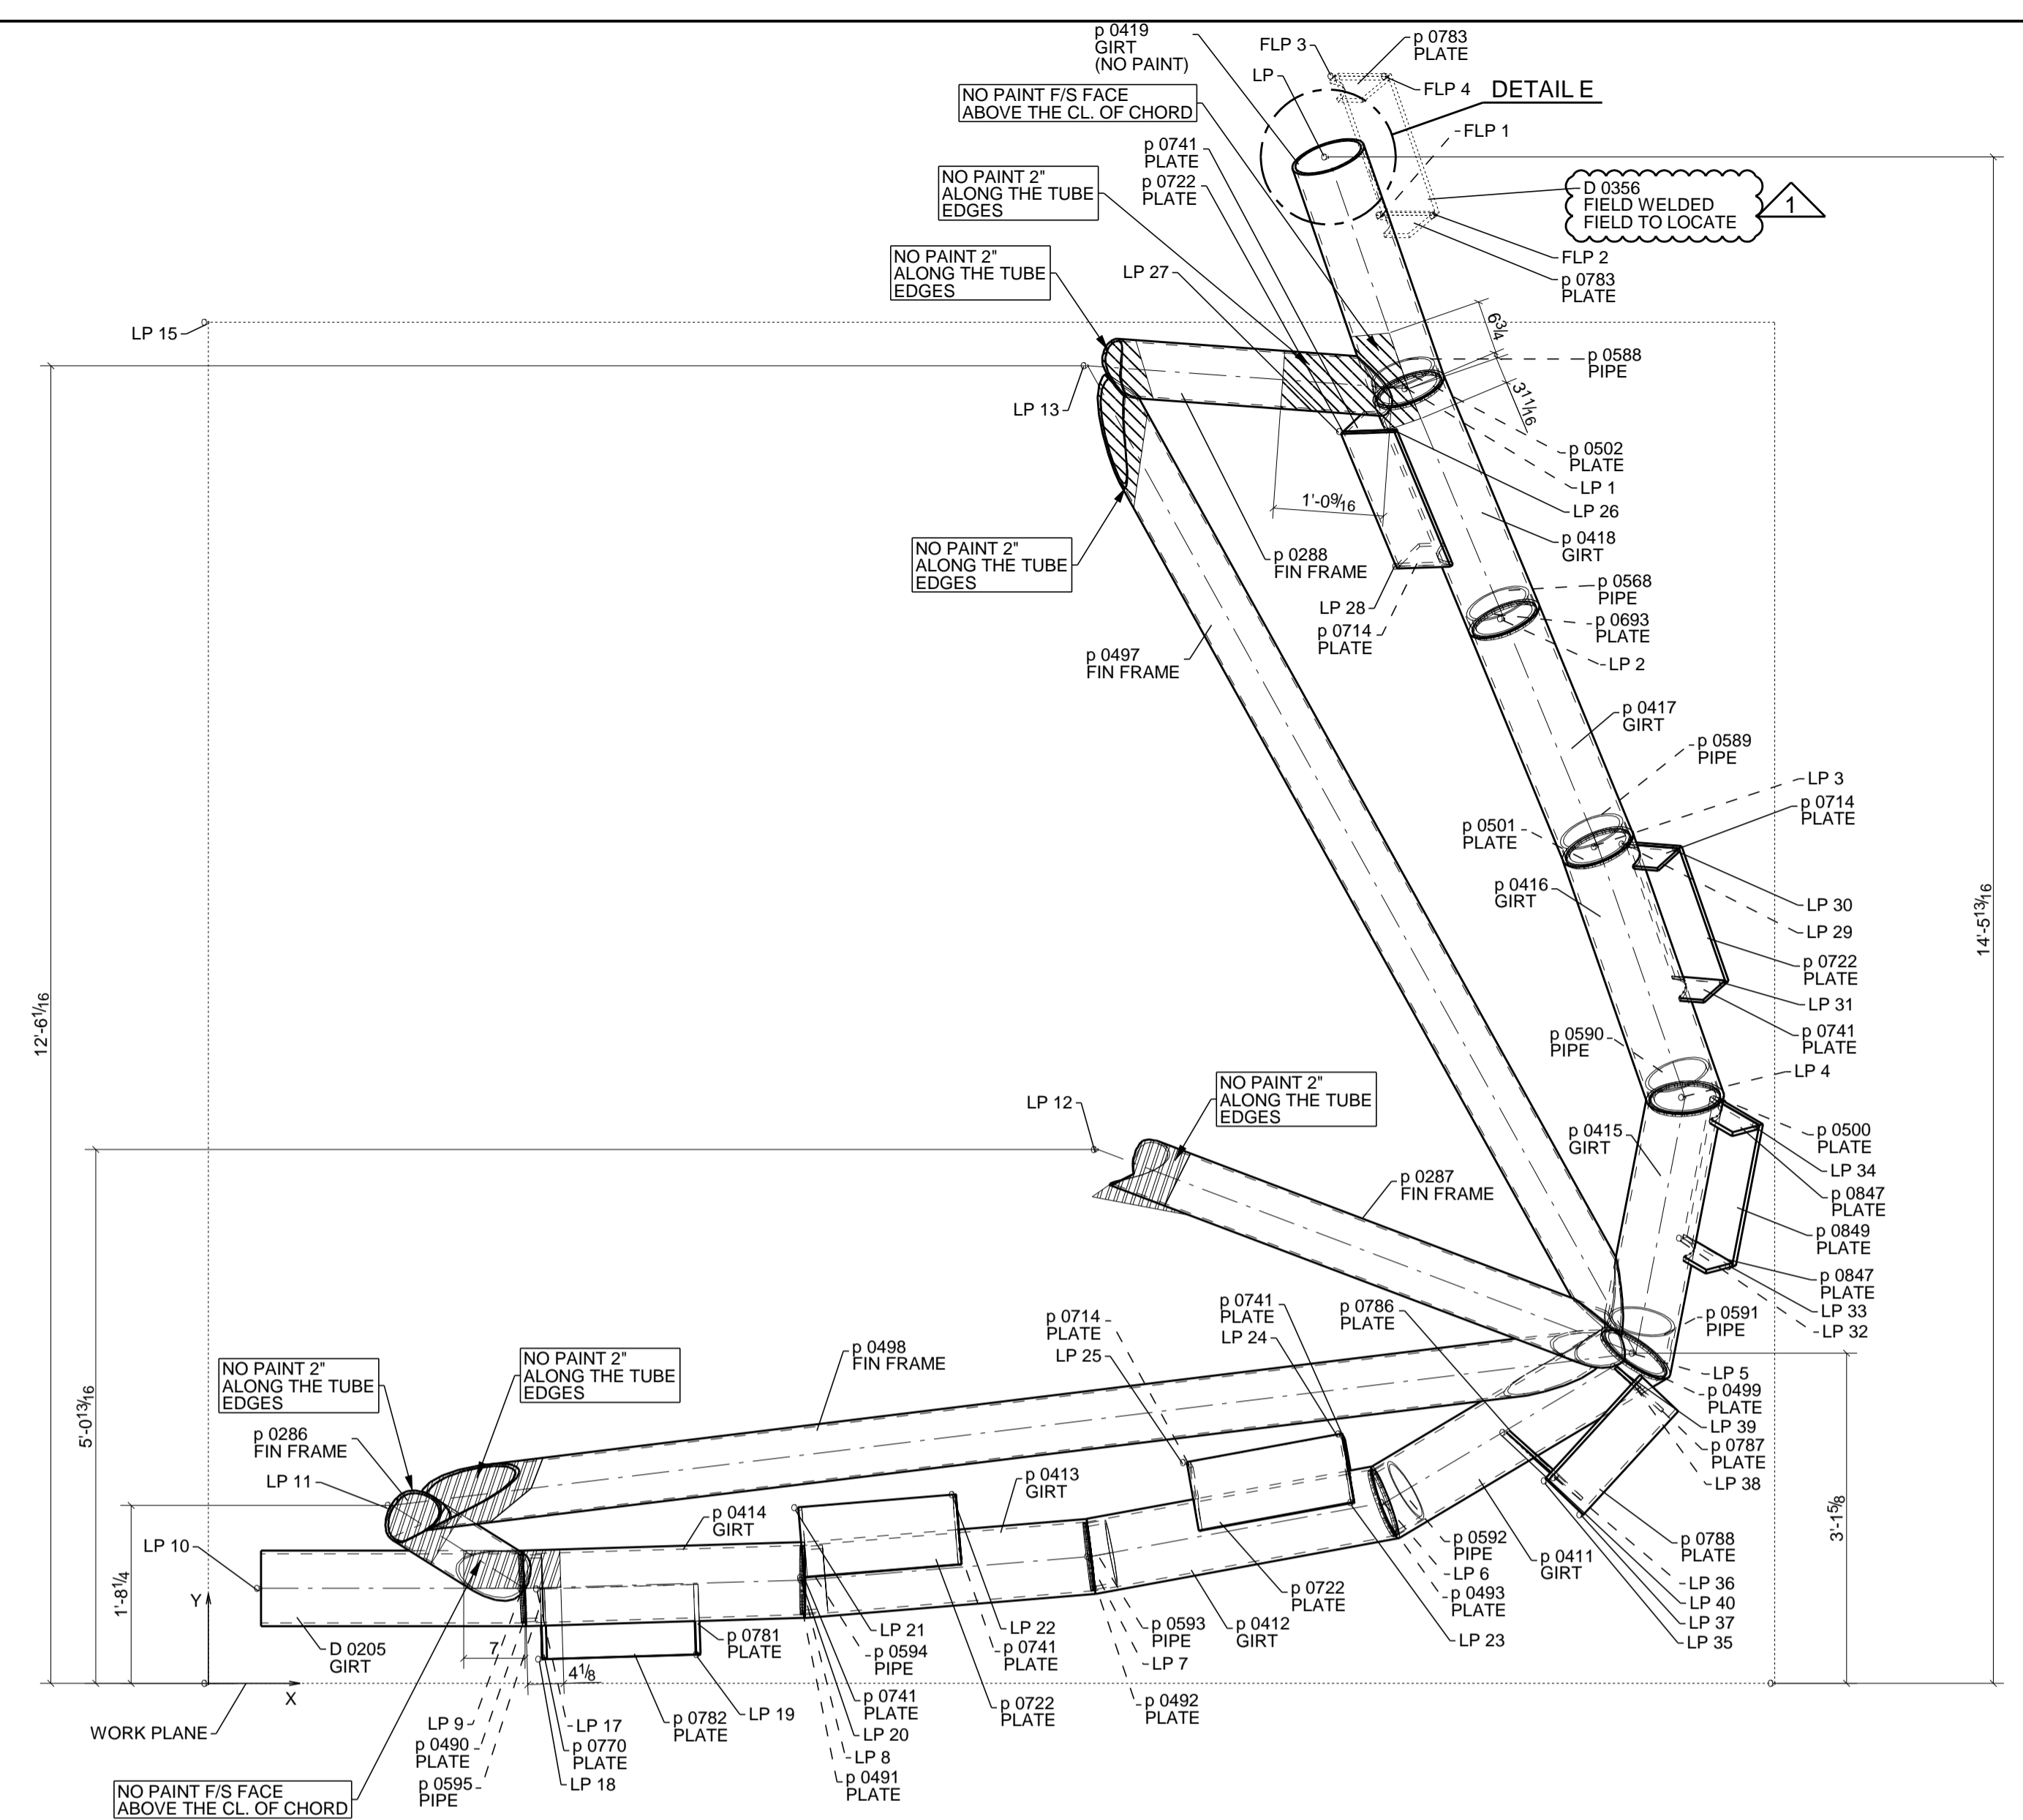 p 0419
GIRT
(NO PAINT)
FLP 3
LP
p 0783
PLATE
FLP 4
DETAIL E
NO PAINT F/S FACE
ABOVE THE CL. OF CHORD
FLP 1
p 0741
PLATE
p 0722
PLATE
NO PAINT 2"
ALONG THE TUBE
EDGES
D 0356
FIELD WELDED
FIELD TO LOCATE
1
NO PAINT 2"
ALONG THE TUBE
EDGES
LP 27
FLP 2
p 0783
PLATE
LP 15
6 3/4
p 0588
PIPE
LP 13
3 11/16
p 0502
PLATE
LP 1
LP 26
1'-0 9/16
p 0418
GIRT
NO PAINT 2"
ALONG THE TUBE
EDGES
p 0288
FIN FRAME
p 0568
PIPE
LP 28
p 0714
PLATE
p 0693
PLATE
LP 2
p 0497
FIN FRAME
p 0417
GIRT
p 0589
PIPE
LP 3
p 0714
PLATE
p 0501
PLATE
p 0416
GIRT
LP 30
LP 29
14'-5 13/16
p 0722
PLATE
LP 31
12'-6 1/16
p 0741
PLATE
p 0590
PIPE
LP 4
NO PAINT 2"
ALONG THE TUBE
EDGES
LP 12
p 0415
GIRT
p 0500
PLATE
LP 34
p 0287
FIN FRAME
p 0847
PLATE
p 0849
PLATE
p 0847
PLATE
LP 33
LP 32
p 0591
PIPE
p 0741
PLATE
LP 24
p 0786
PLATE
p 0714
PLATE
LP 25
p 0498
FIN FRAME
NO PAINT 2"
ALONG THE TUBE
EDGES
NO PAINT 2"
ALONG THE TUBE
EDGES
LP 5
p 0499
PLATE
LP 39
p 0787
PLATE
LP 38
5'-0 13/16
p 0286
FIN FRAME
LP 11
p 0413
GIRT
p 0414
GIRT
3'-1 5/8
LP 10
1'-8 1/4
Y
p 0592
PIPE
LP 6
p 0493
PLATE
p 0411
GIRT
p 0788
PLATE
LP 36
LP 40
LP 37
LP 35
p 0722
PLATE
LP 23
D 0205
GIRT
7
p 0781
PLATE
LP 21
LP 22
p 0593
PIPE
p 0412
GIRT
p 0594
PIPE
p 0741
PLATE
LP 7
4 1/8
X
WORK PLANE
LP 9
p 0490
PLATE
p 0595
PIPE
LP 17
p 0770
PLATE
LP 18
p 0782
PLATE
LP 19
p 0741
PLATE
LP 20
LP 8
p 0491
PLATE
p 0722
PLATE
p 0492
PLATE
NO PAINT F/S FACE
ABOVE THE CL. OF CHORD